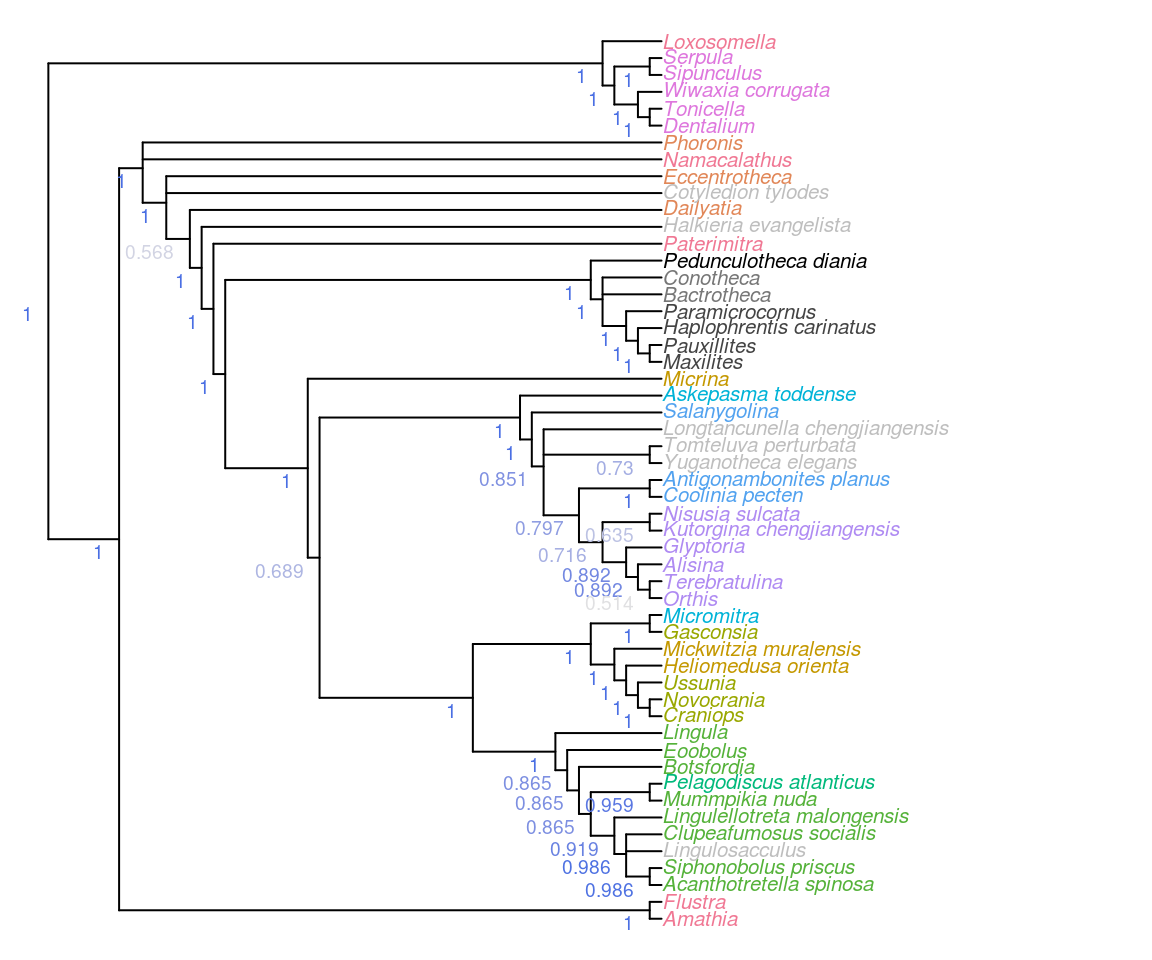 Loxosomella
Serpula
1
1
Sipunculus
Wiwaxia corrugata
1
Tonicella
1
Dentalium
1
Phoronis
Namacalathus
Eccentrotheca
1
Cotyledion tylodes
Dailyatia
1
Halkieria evangelista
Paterimitra
0.568
Pedunculotheca diania
Conotheca
1
1
Bactrotheca
Paramicrocornus
1
1
Haplophrentis carinatus
1
1
Pauxillites
1
Maxilites
1
Micrina
1
Askepasma toddense
Salanygolina
Longtancunella chengjiangensis
1
Tomteluva perturbata
1
Yuganotheca elegans
0.73
Antigonambonites planus
1
0.851
Coolinia pecten
1
Nisusia sulcata
Kutorgina chengjiangensis
0.797
0.635
Glyptoria
1
0.716
Alisina
0.689
0.892
Terebratulina
0.892
Orthis
0.514
Micromitra
Gasconsia
1
Mickwitzia muralensis
1
Heliomedusa orienta
1
Ussunia
1
Novocrania
1
1
Craniops
1
Lingula
Eoobolus
1
Botsfordia
0.865
Pelagodiscus atlanticus
Mummpikia nuda
0.865
0.959
Lingulellotreta malongensis
0.865
Clupeafumosus socialis
0.919
Lingulosacculus
0.986
Siphonobolus priscus
0.986
Acanthotretella spinosa
Flustra
Amathia
1